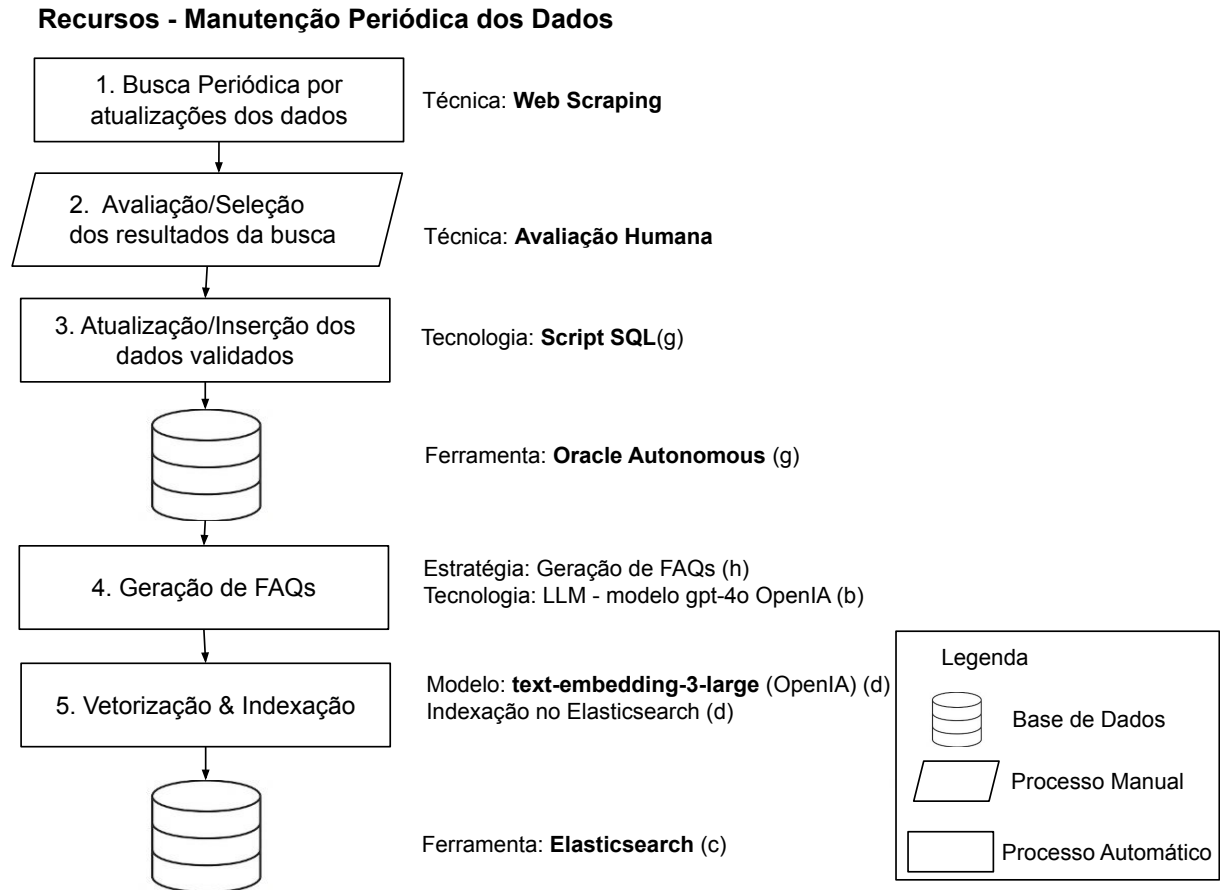 Recursos - Manutenção Periódica dos Dados
1. Busca Periódica por
atualizações dos dados
Técnica: Web Scraping
2. Avaliação/Seleção
dos resultados da busca
Técnica: Avaliação Humana
3. Atualização/Inserção dos
dados validados
Tecnologia: Script SQL(g)
Ferramenta: Oracle Autonomous (g)
4. Geração de FAQs
Estratégia: Geração de FAQs (h)
Tecnologia: LLM - modelo gpt-4o OpenIA (b)
5. Vetorização & Indexação
Modelo: text-embedding-3-large (OpenIA) (d)
Indexação no Elasticsearch (d)
Ferramenta: Elasticsearch (c)
Legenda
Base de Dados
Processo Manual
Processo Automático